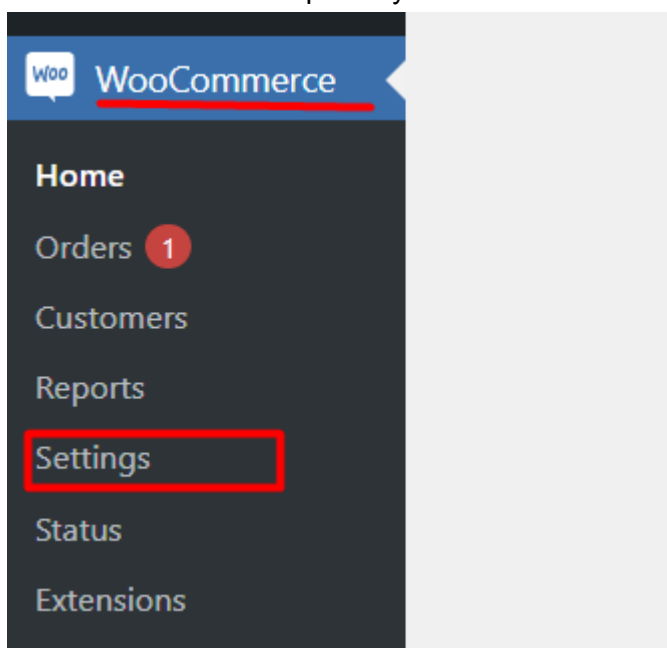 Woo WooCommerce
Home
Orders 1
Customers
Reports
Settings
Status
Extensions